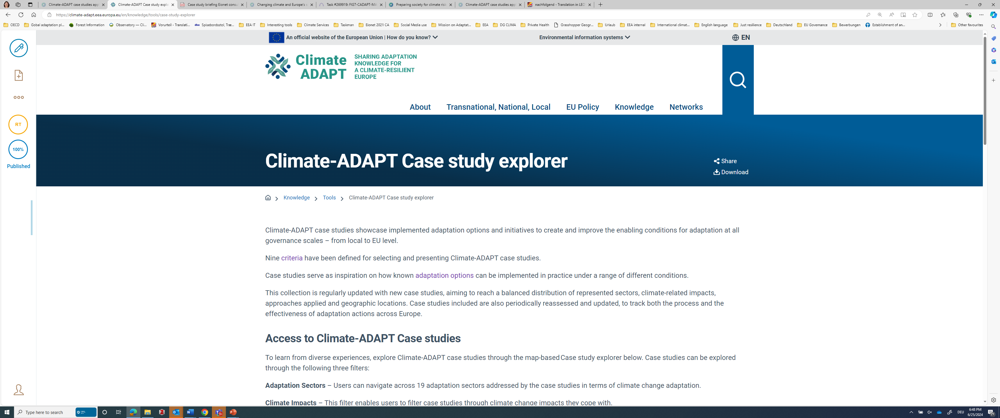 Climate-ADAPT case studies app
Climate-ADAPT Case study explo
Case study briefing Eionet consu
Changing climate and Europe's s
Task #269919: FIG7-CADAPT-MA
Preparing society for climate risk
Climate-ADAPT case studies app
nachfolgend - Translation in LEO
https://climate-adapt.eea.europa.eu/en/knowledge/tools/case-study-explorer
OECD
Gobal adaptation pl...
Forest Information
Observatory — Cli...
Vorurteil - Translati...
dba Spisebordsstol, Træ...
EEA IT
Interesting tools
Climate Services
Taskman
Eionet 2021 CA
Social Media use
Mission on Adaptat...
EEA
DG CLIMA
Private Health
Grasshopper Geogr...
Urlaub
EEA internal
International climat...
English language
Just resilience
Deutschland
EU Governance
Bewerbungen
Establishment of an...
Other favourites
An official website of the European Union | How do you know?
Environmental information systems
EN
Climate
ADAPT
SHARING ADAPTATION
KNOWLEDGE FOR
A CLIMATE-RESILIENT
EUROPE
About
Transnational, National, Local
EU Policy
Knowledge
Networks
RT
100%
Published
Climate-ADAPT Case study explorer
Share
Download
Knowledge
Tools
Climate-ADAPT Case study explorer
Climate-ADAPT case studies showcase implemented adaptation options and initiatives to create and improve the enabling conditions for adaptation at all
governance scales – from local to EU level.
Nine criteria have been defined for selecting and presenting Climate-ADAPT case studies.
Case studies serve as inspiration on how known adaptation options can be implemented in practice under a range of different conditions.
This collection is regularly updated with new case studies, aiming to reach a balanced distribution of represented sectors, climate-related impacts,
approaches applied and geographic locations. Case studies included are also periodically reassessed and updated, to track both the process and the
effectiveness of adaptation actions across Europe.
Access to Climate-ADAPT Case studies
To learn from diverse experiences, explore Climate-ADAPT case studies through the map-based Case study explorer below. Case studies can be explored
through the following three filters:
Adaptation Sectors – Users can navigate across 19 adaptation sectors addressed by the case studies in terms of climate change adaptation.
Climate Impacts – This filter enables users to filter case studies through climate change impacts they cope with.
Type here to search
9+
DEU
6:48 PM
6/25/2024
21